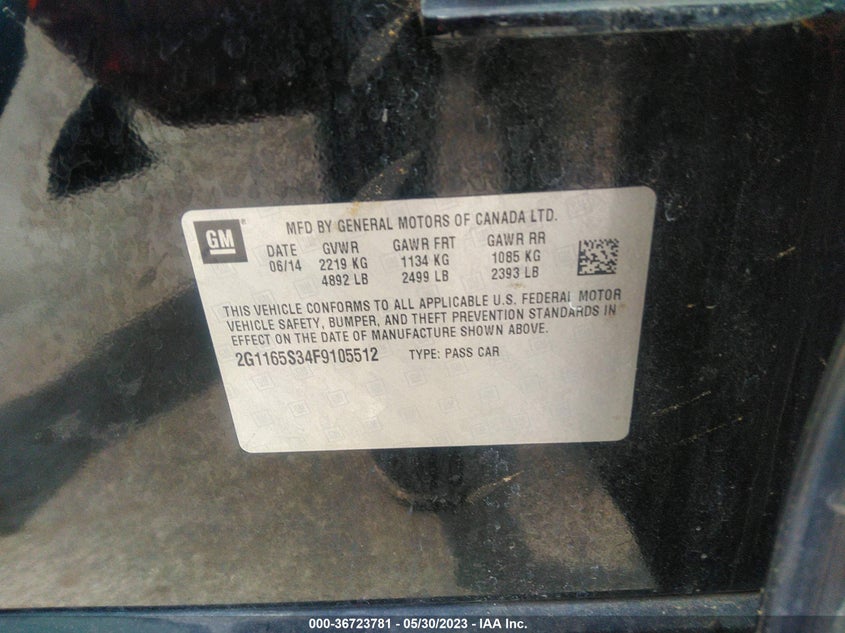 GM
®
MFD BY GENERAL MOTORS OF CANADA LTD.
DATE GVWR GAWR FRT GAWR RR
06/14 2219 KG 1134 KG 1085 KG
4892 LB 2499 LB 2393 LB
THIS VEHICLE CONFORMS TO ALL APPLICABLE U.S. FEDERAL MOTOR
VEHICLE SAFETY, BUMPER, AND THEFT PREVENTION STANDARDS IN
EFFECT ON THE DATE OF MANUFACTURE SHOWN ABOVE.
2G1165S34F9105512 TYPE: PASS CAR
000-36723781 - 05/30/2023 - IAA Inc.